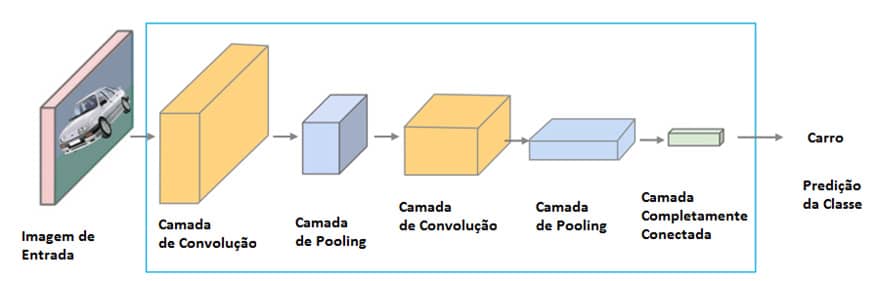 Imagem de
Entrada
Camada
de Convolução
Camada
de Pooling
Camada
de Convolução
Camada
de Pooling
Camada
Completamente
Conectada
Carro
Predição
da Classe